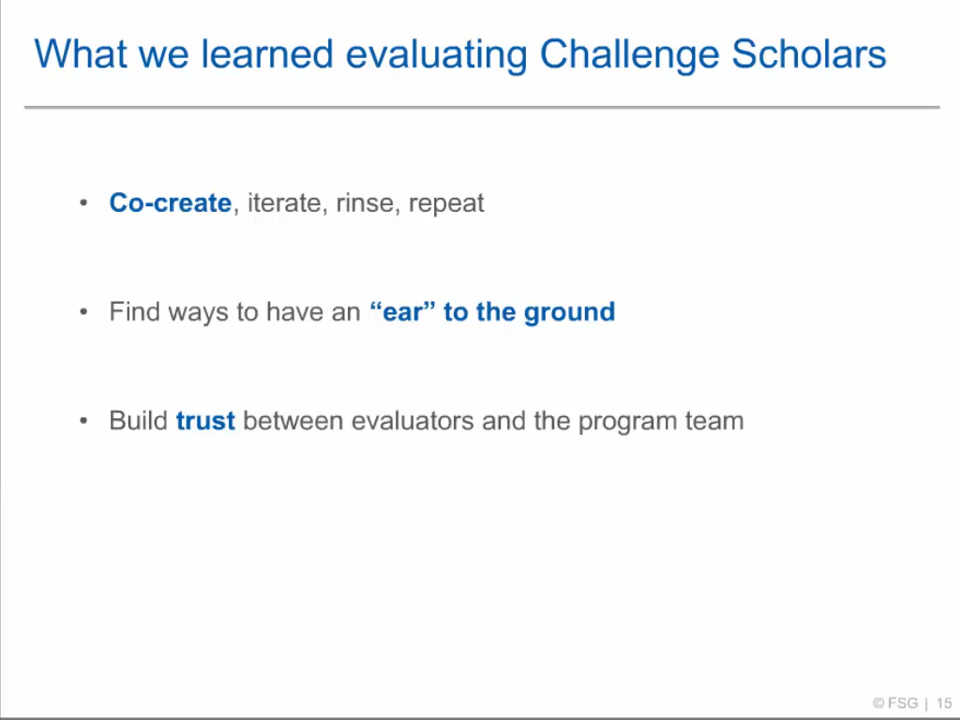 What we learned evaluating Challenge Scholars
• Co-create, iterate, rinse, repeat
• Find ways to have an “ear” to the ground
• Build trust between evaluators and the program team
© FSG | 15